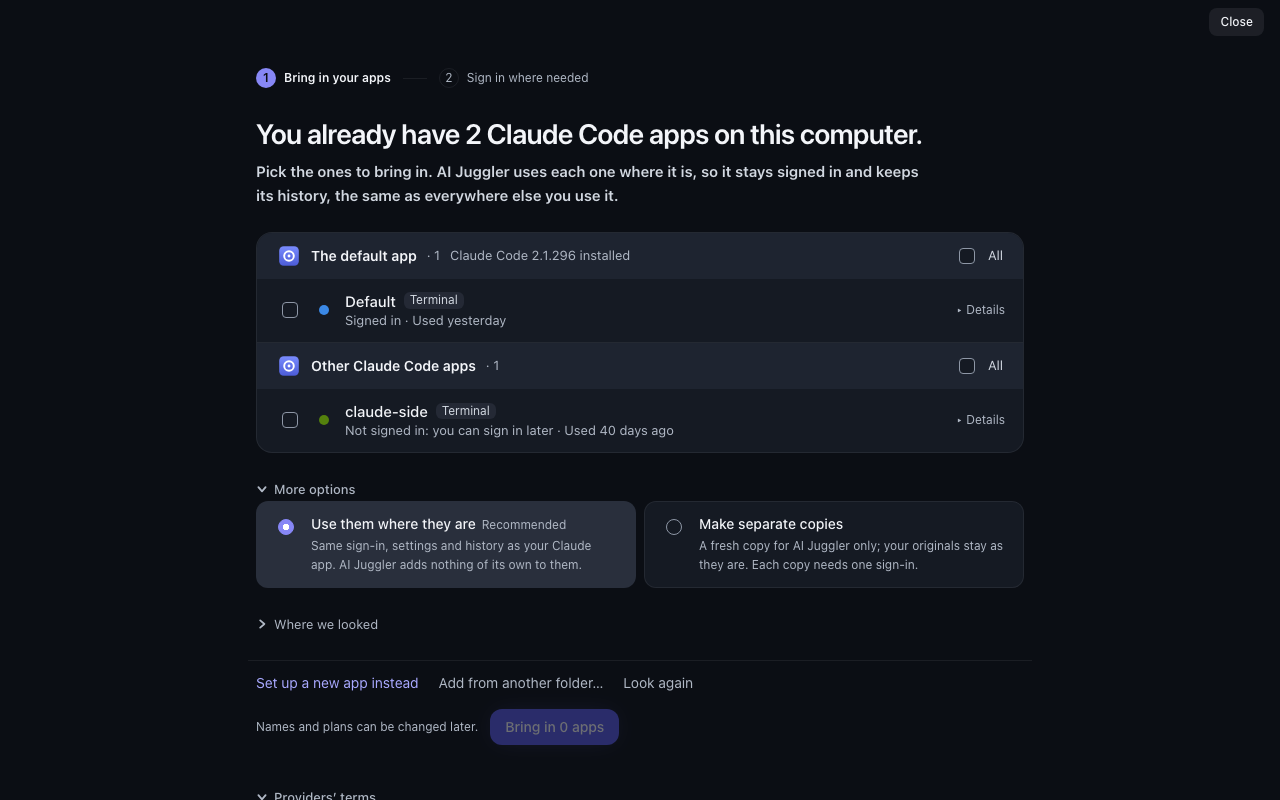 Close
1 Bring in your apps
2 Sign in where needed
You already have 2 Claude Code apps on this computer.
Pick the ones to bring in. AI Juggler uses each one where it is, so it stays signed in and keeps
its history, the same as everywhere else you use it.
The default app · 1 Claude Code 2.1.296 installed All
Default Terminal
Signed in · Used yesterday
Details
Other Claude Code apps · 1 All
claude-side Terminal
Not signed in: you can sign in later · Used 40 days ago
Details
More options
Use them where they are Recommended
Same sign-in, settings and history as your Claude
app. AI Juggler adds nothing of its own to them.
Make separate copies
A fresh copy for AI Juggler only; your originals stay as
they are. Each copy needs one sign-in.
Where we looked
Set up a new app instead Add from another folder... Look again
Names and plans can be changed later. Bring in 0 apps
Providers' terms